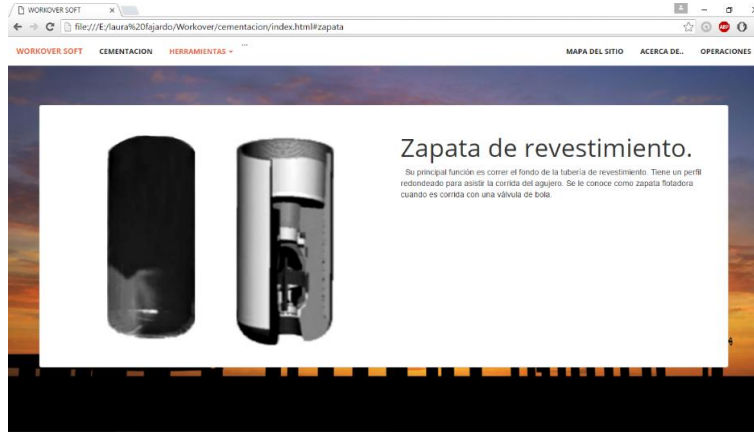 WORKOVER SOFT
file:///E:/laura%20fajardo/Workover/cementacion/index.html#zapata
ABP
WORKOVER SOFT CEMENTACION HERRAMIENTAS ... MAPA DEL SITIO ACERCA DE.. OPERACIONES
Zapata de revestimiento.
Su principal función es correr el fondo de la tubería de revestimiento. Tiene un perfil
redondeado para asistir la corrida del agujero. Se le conoce como zapata flotadora
cuando es corrida con una válvula de bola.